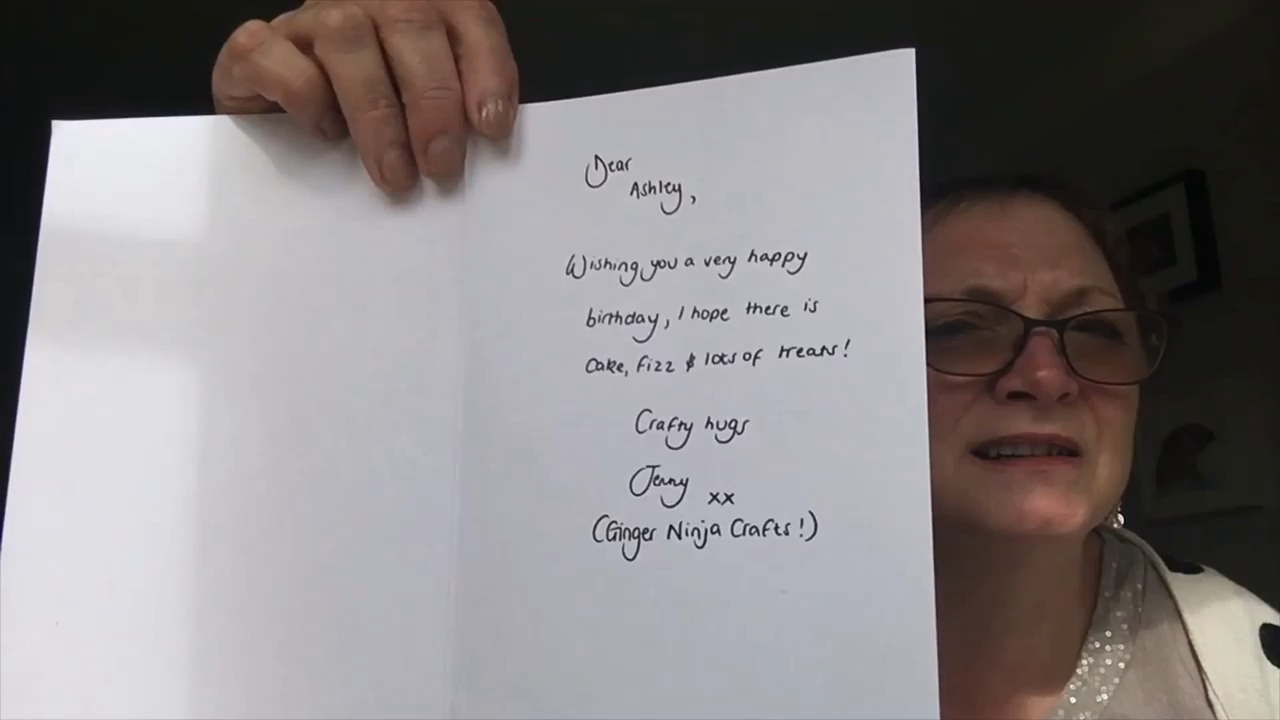 Dear
Ashley,
Wishing you a very happy
birthday, I hope there is
Cake, fizz & lots of treats!
Crafty hugs
Jenny xx
(Ginger Ninja Crafts!)